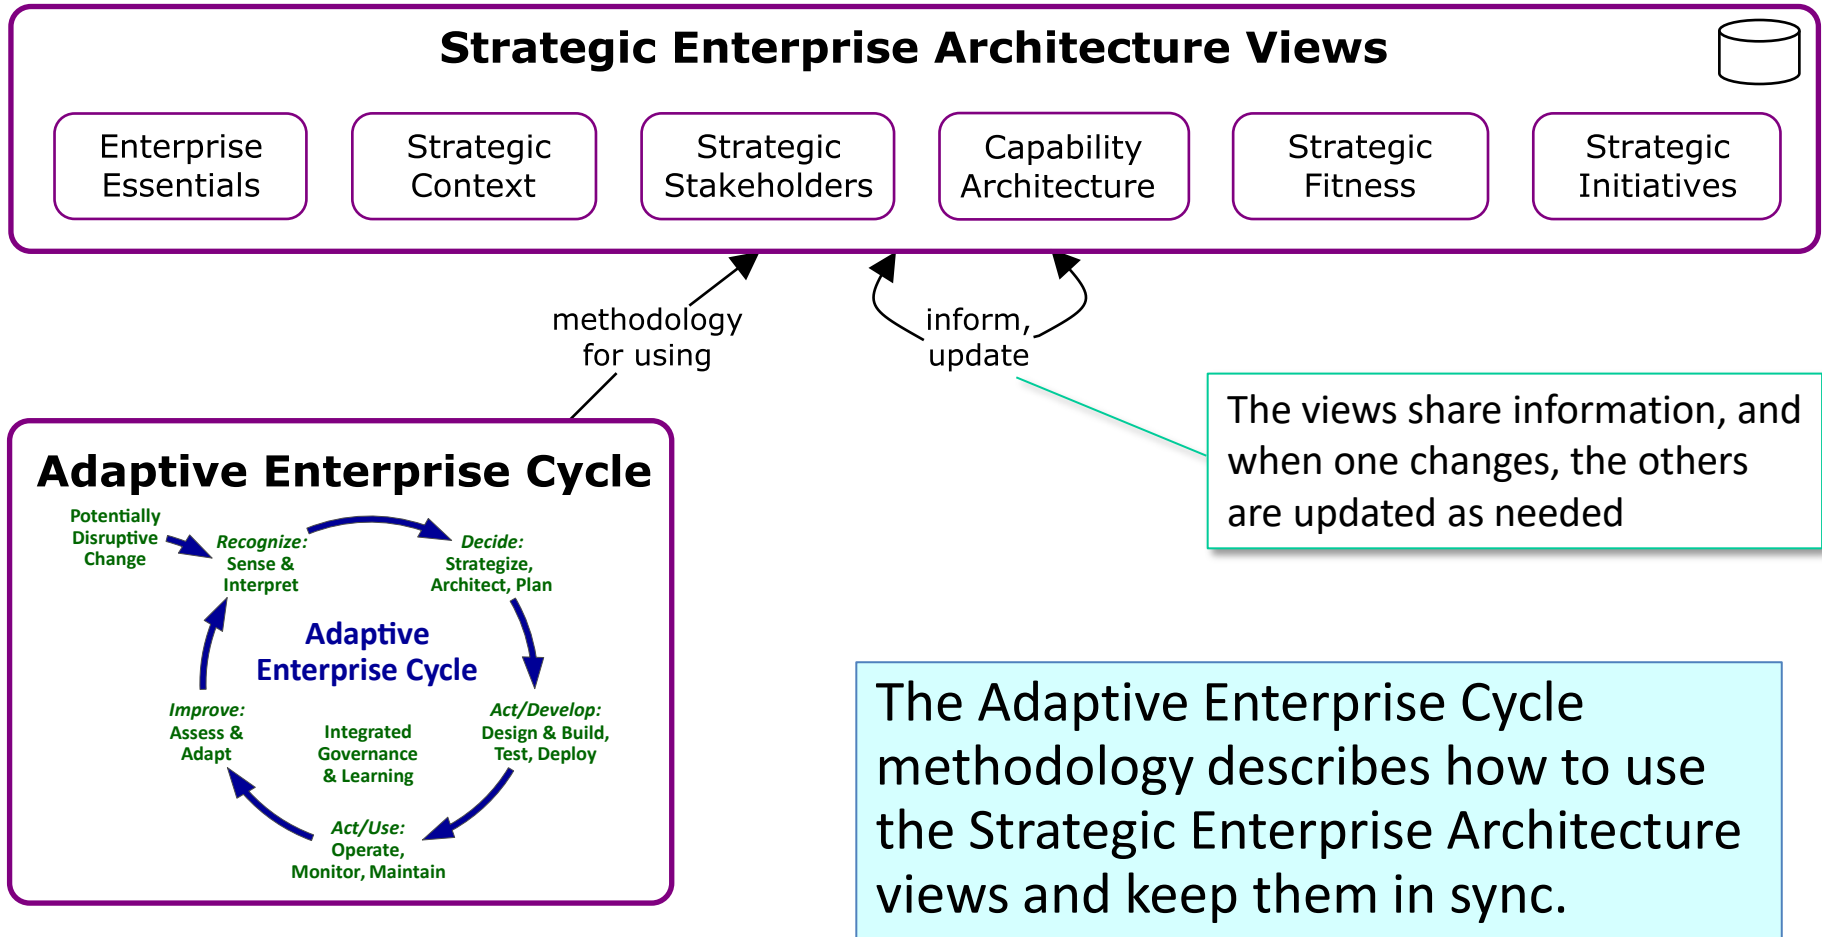 Strategic Enterprise Architecture Views
Enterprise
Essentials
Strategic
Context
Strategic
Stakeholders
Capability
Architecture
Strategic
Fitness
Strategic
Initiatives
methodology
for using
inform,
update
The views share information, and
when one changes, the others
are updated as needed
Adaptive Enterprise Cycle
Potentially
Disruptive
Change
Recognize:
Sense &
Interpret
Decide:
Strategize,
Architect, Plan
Adaptive
Enterprise Cycle
Improve:
Assess &
Adapt
Integrated
Governance
& Learning
Act/Develop:
Design & Build,
Test, Deploy
Act/Use:
Operate,
Monitor, Maintain
The Adaptive Enterprise Cycle
methodology describes how to use
the Strategic Enterprise Architecture
views and keep them in sync.